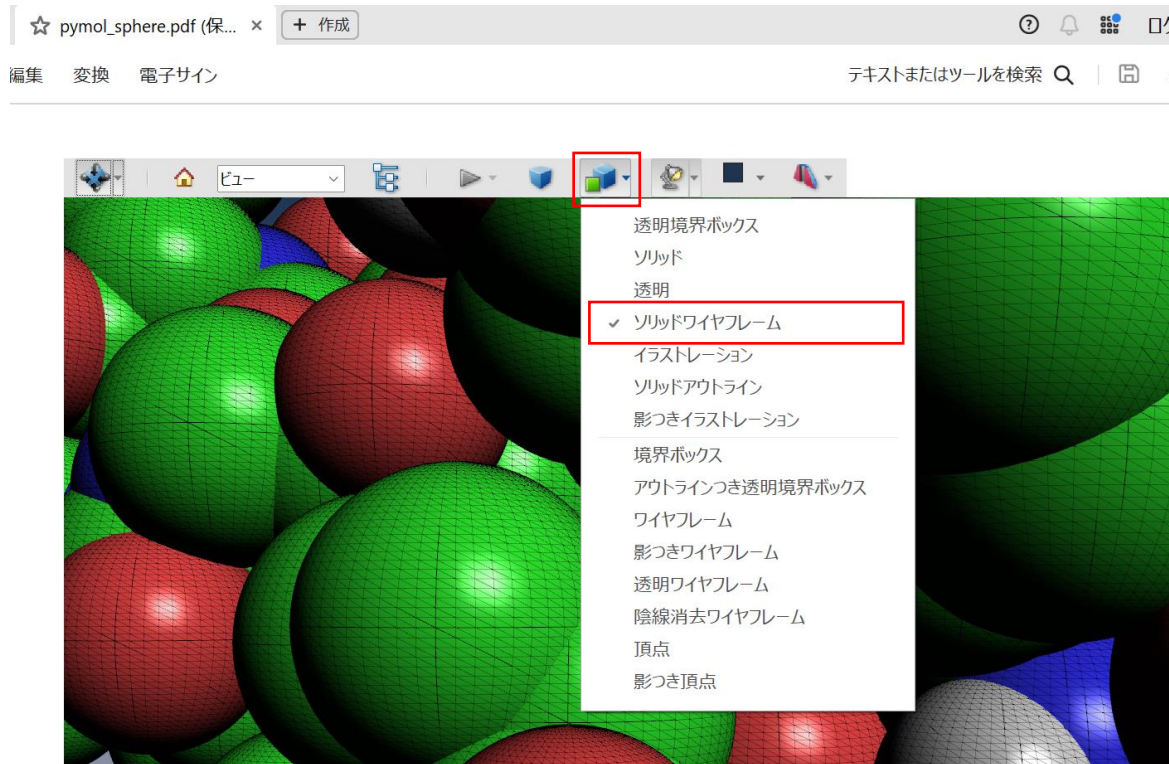 pymol_sphere.pdf (保... × + 作成
編集 変換 電子サイン テキストまたはツールを検索
ビュー
透明境界ボックス
ソリッド
透明
ソリッドワイヤフレーム
イラストレーション
ソリッドアウトライン
影つきイラストレーション
境界ボックス
アウトラインつき透明境界ボックス
ワイヤフレーム
影つきワイヤフレーム
透明ワイヤフレーム
陰線消去ワイヤフレーム
頂点
影つき頂点